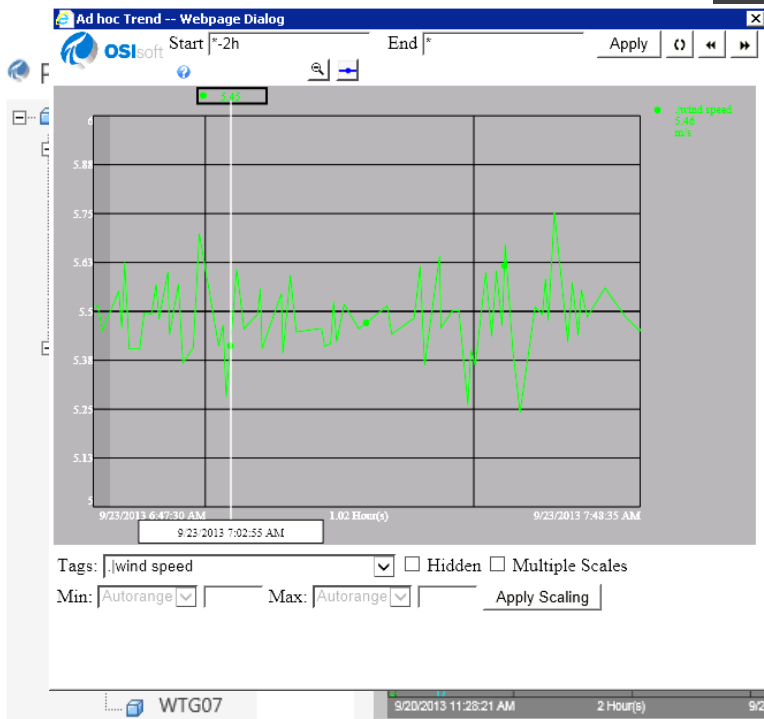 Ad hoc Trend -- Webpage Dialog
OSIsoft Start *-2h End * Apply
5.45
./wind speed
5.46
m/s
6
5.88
5.75
5.63
5.5
5.38
5.25
5.13
5
9/23/2013 6:47:30 AM 1.02 Hour(s) 9/23/2013 7:48:35 AM
9/23/2013 7:02:55 AM
Tags: .|wind speed Hidden Multiple Scales
Min: Autorange Max: Autorange Apply Scaling
WTG07 9/20/2013 11:28:21 AM 2 Hour(s) 9/2